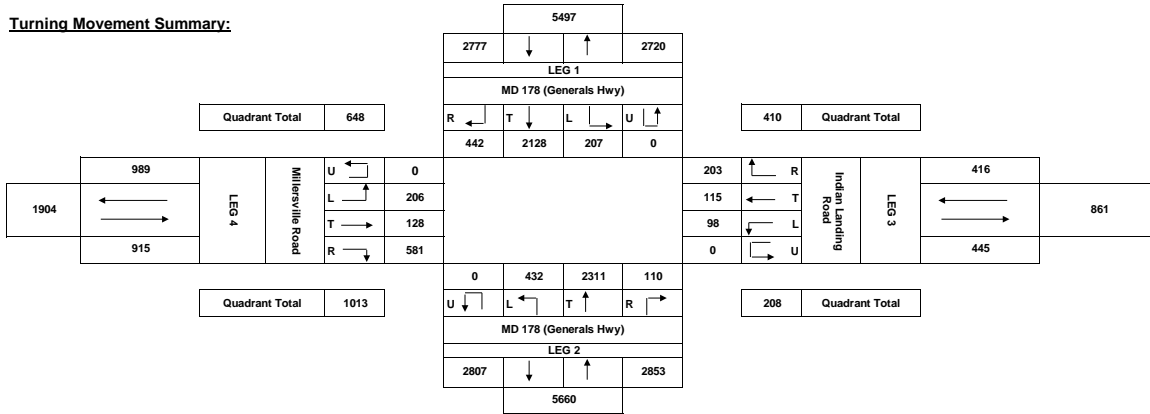 Turning Movement Summary:
5497
2777 2720
LEG 1
MD 178 (Generals Hwy)
Quadrant Total 648
R T L U
410 Quadrant Total
442 2128 207 0
989
LEG 4
Millersville Road
U 0
203 R
Indian Landing Road
LEG 3
416
1904
L 206
115 T
861
T 128
98 L
915
R 581
0 U
445
0 432 2311 110
Quadrant Total 1013
U L T R
208 Quadrant Total
MD 178 (Generals Hwy)
LEG 2
2807 2853
5660